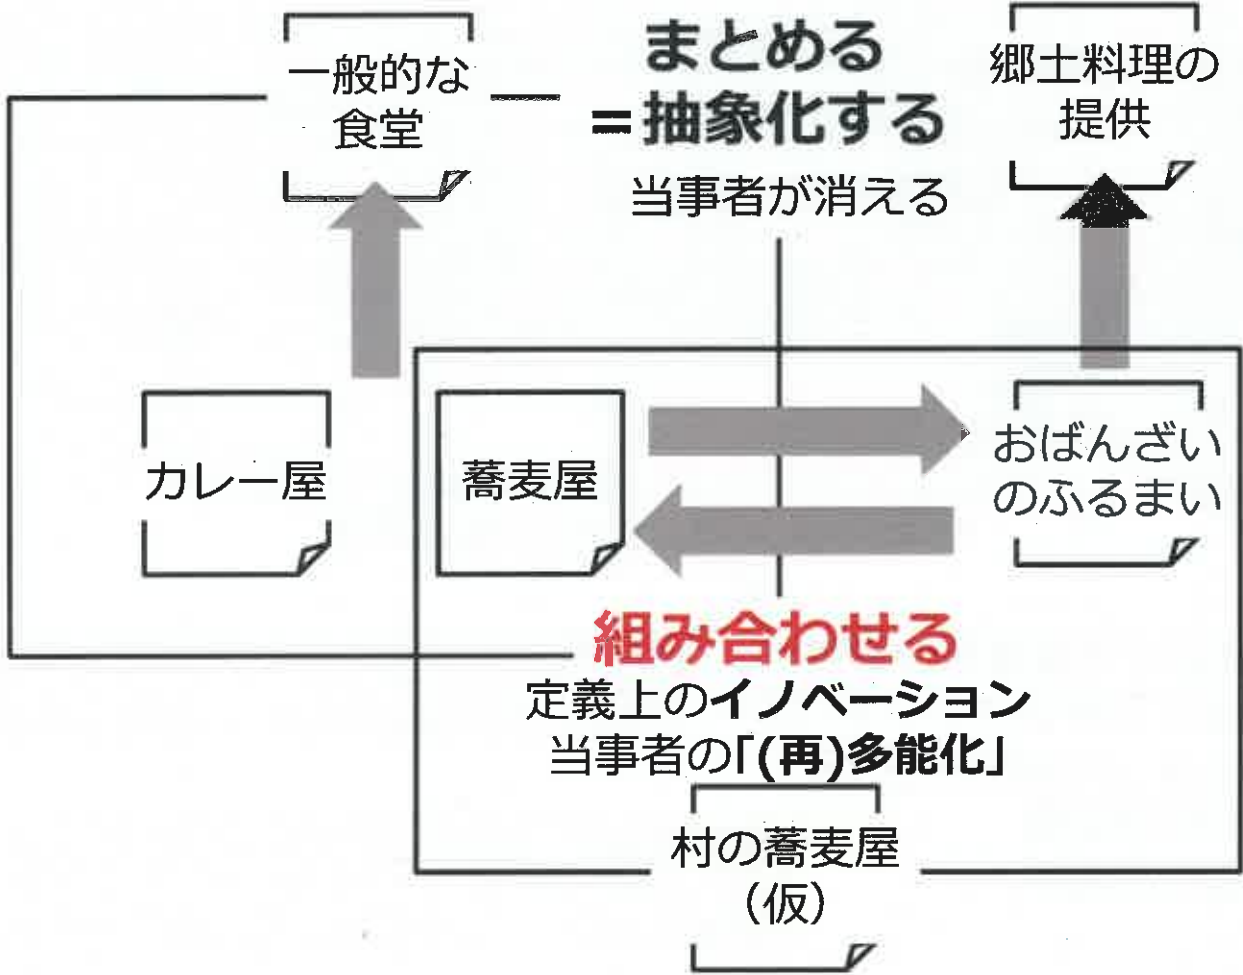 一般的な
食堂
まとめる
=抽象化する
当事者が消える
郷土料理の
提供
カレー屋
蕎麦屋
おばんざい
のふるまい
組み合わせる
定義上のイノベーション
当事者の「(再)多能化」
村の蕎麦屋
(仮)